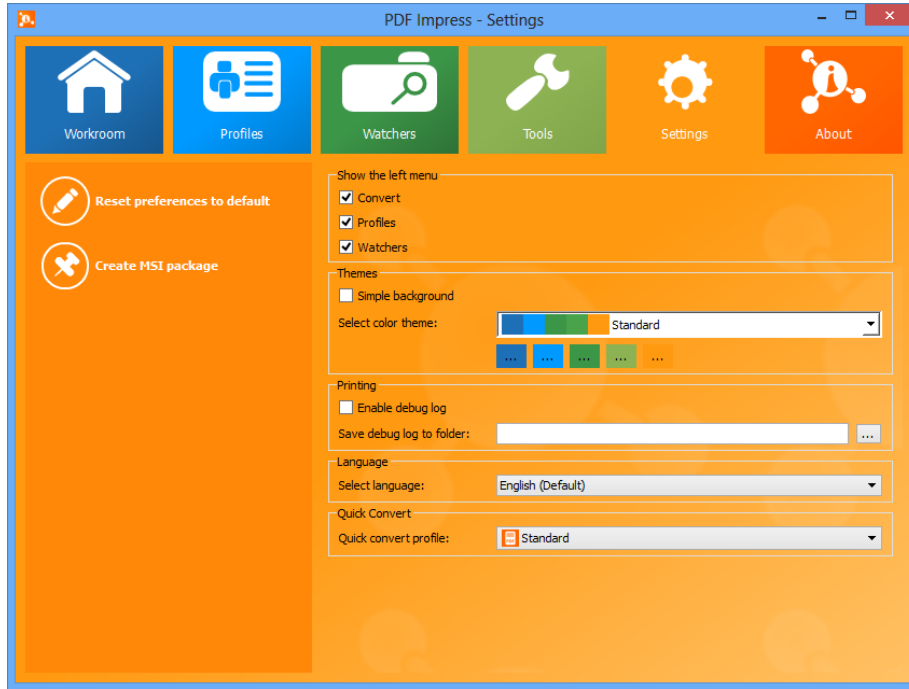 PDF Impress - Settings
Workroom
Profiles
Watchers
Tools
Settings
About
Reset preferences to default
Create MSI package
Show the left menu
Convert
Profiles
Watchers
Themes
Simple background
Select color theme:
Standard
... ... ... ... ...
Printing
Enable debug log
Save debug log to folder:
...
Language
Select language:
English (Default)
Quick Convert
Quick convert profile:
Standard